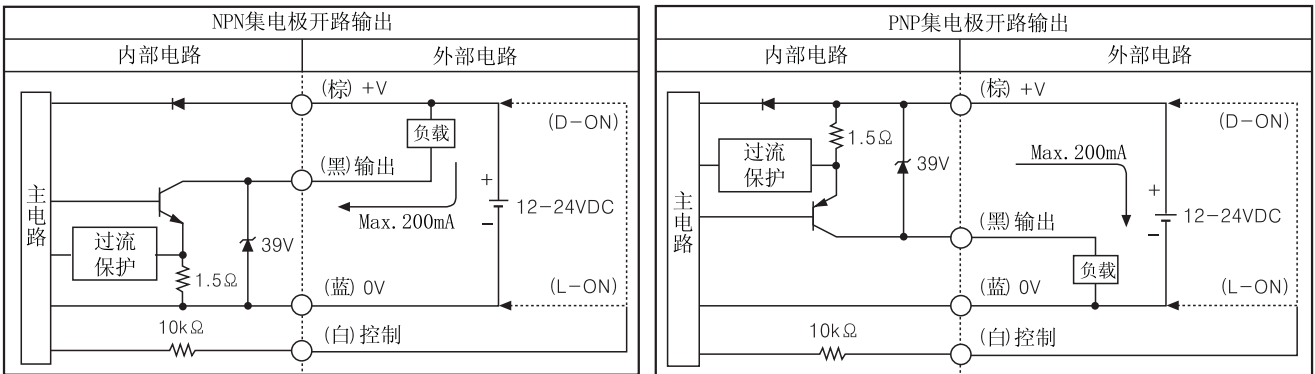 NPN集电极开路输出
内部电路
外部电路
(棕) +V
(D-ON)
负载
(黑)输出
主电路
+
12-24VDC
-
Max.200mA
过流
保护
39V
1.5Ω
(蓝) 0V
(L-ON)
10kΩ
(白)控制
PNP集电极开路输出
内部电路
外部电路
(棕) +V
(D-ON)
1.5Ω
过流
保护
39V
Max.200mA
主电路
+
12-24VDC
-
(黑)输出
负载
(蓝) 0V
(L-ON)
10kΩ
(白)控制